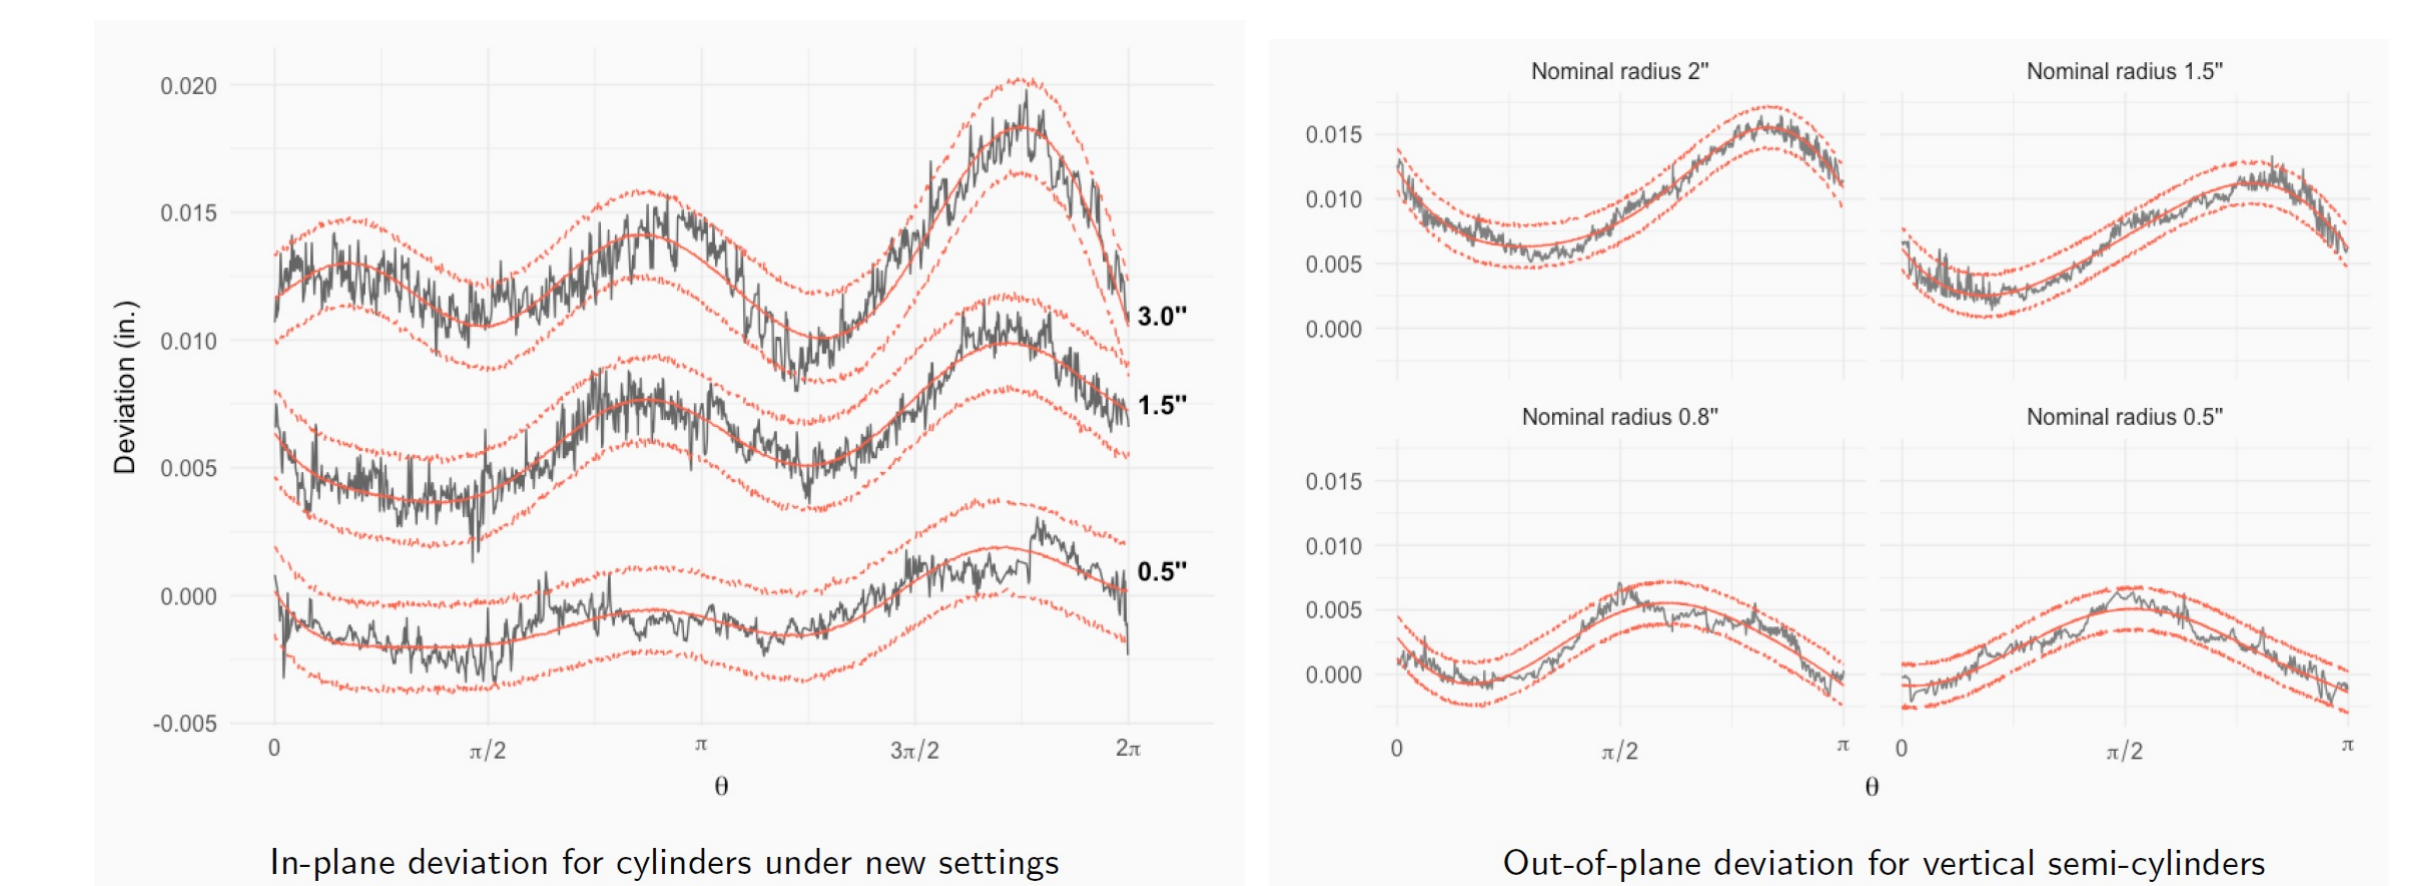 0.020
0.015
0.010
0.005
0.000
-0.005
Deviation (in.)
3.0"
1.5"
0.5"
0
π/2
π
3π/2
2π
θ
In-plane deviation for cylinders under new settings
Nominal radius 2"
Nominal radius 1.5"
0.015
0.010
0.005
0.000
Nominal radius 0.8"
Nominal radius 0.5"
0.015
0.010
0.005
0.000
0
π/2
π
0
π/2
π
θ
Out-of-plane deviation for vertical semi-cylinders